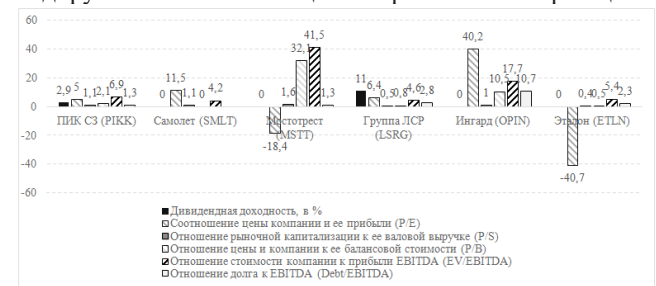 60
40
20
0
-20
-40
-60
2,9 5 1,1 2,1 6,9 1,3
0 11,5 1,1 0 4,2
0 -18,4 1,6 32,1 41,5 1,3
11 6,4 0,5 0,8 4,6 2,8
0 40,2 1 10,5 17,7 10,7
0 -40,7 0,4 0,5 5,4 2,3
ПИК СЗ (PIKK) Самолет (SMLT) Мостотрест Группа ЛСР Ингард (OPIN) Эталон (ETLN)
(MSTT) (LSRG)
Дивидендная доходность, в %
Соотношение цены компании и ее прибыли (P/E)
Отношение рыночной капитализации к ее валовой выручке (P/S)
Отношение цены и компании к ее балансовой стоимости (P/B)
Отношение стоимости компании к прибыли EBITDA (EV/EBITDA)
Отношение долга к EBITDA (Debt/EBITDA)